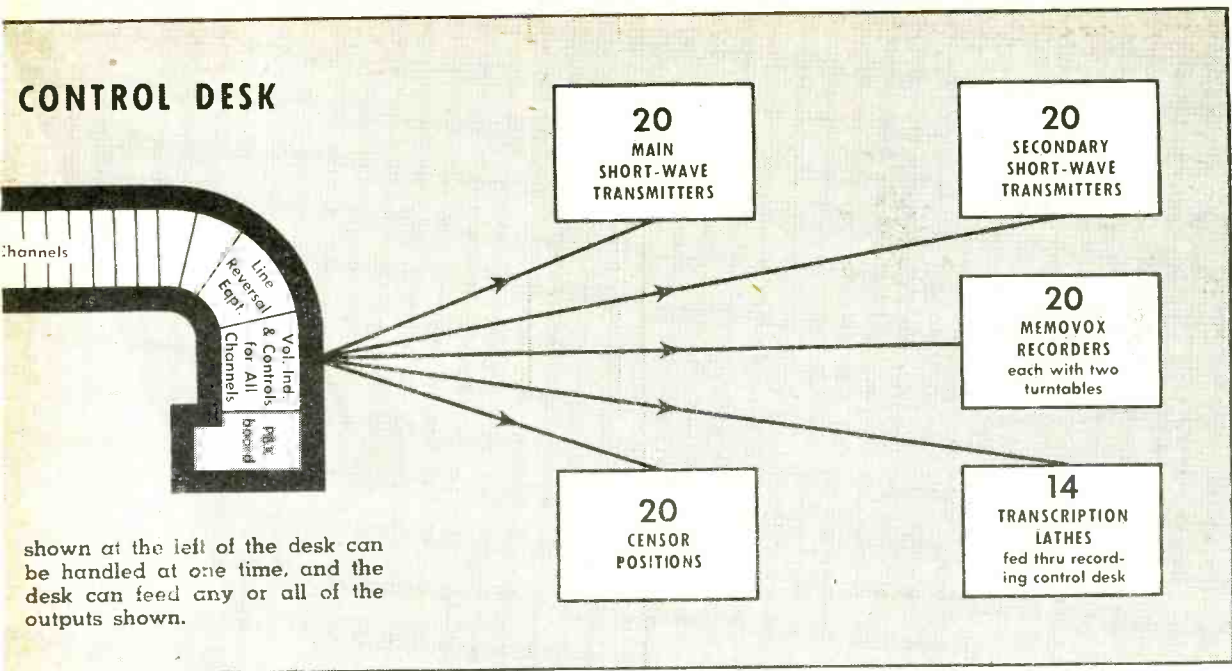 CONTROL DESK
Channels
Line
Reversal
Eqpt
Vol. Ind.
& Controls
for All
Channels
PBX
board
20
MAIN
SHORT-WAVE
TRANSMITTERS
20
SECONDARY
SHORT-WAVE
TRANSMITTERS
20
MEMOVOX
RECORDERS
each with two
turntables
20
CENSOR
POSITIONS
14
TRANSCRIPTION
LATHES
fed thru record-
ing control desk
shown at the left of the desk can
be handled at one time, and the
desk can feed any or all of the
outputs shown.